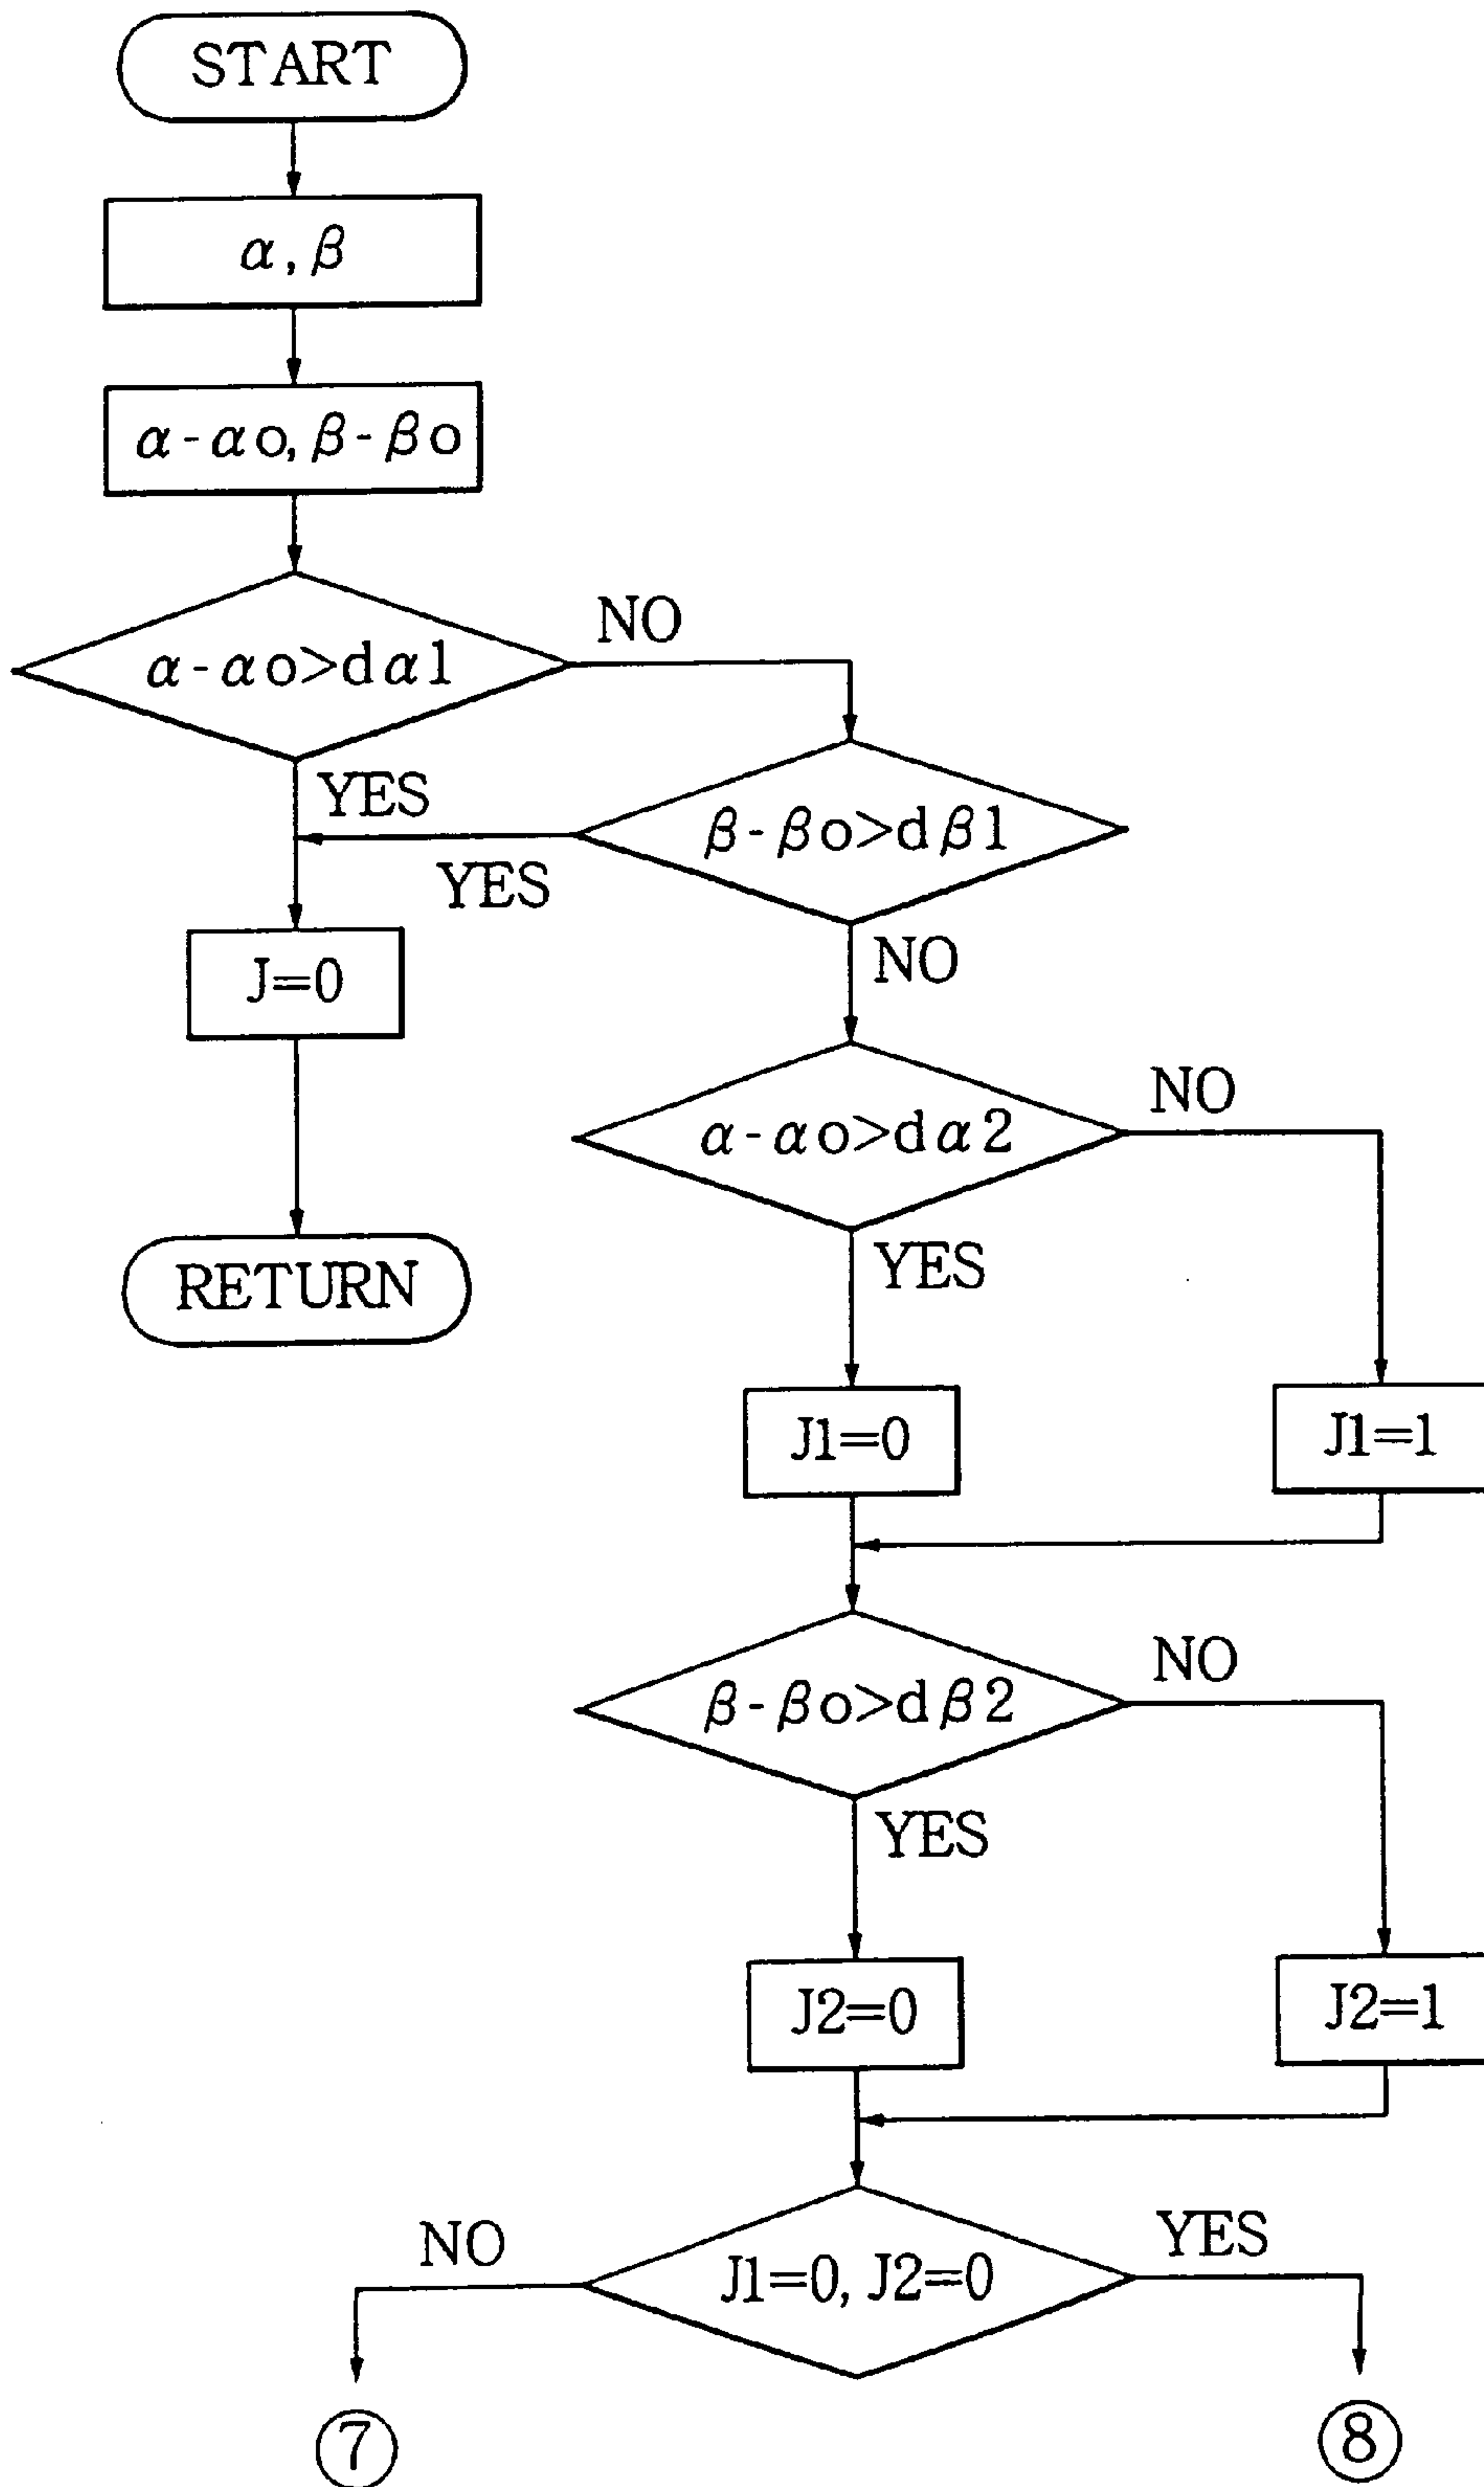 START
α, β
α-αo, β-βo
α-αo>dα1
NO
YES
β-βo>dβ1
YES
NO
J=0
α-αo>dα2
NO
YES
RETURN
J1=0
J1=1
β-βo>dβ2
NO
YES
J2=0
J2=1
J1=0, J2=0
NO
YES
⑦
⑧